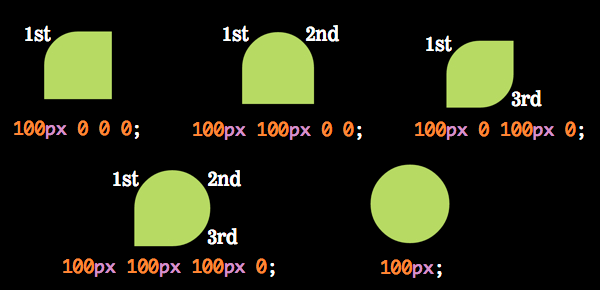 1st
100px 0 0 0;
1st 2nd
100px 100px 0 0;
1st
3rd
100px 0 100px 0;
1st 2nd
3rd
100px 100px 100px 0;
100px;